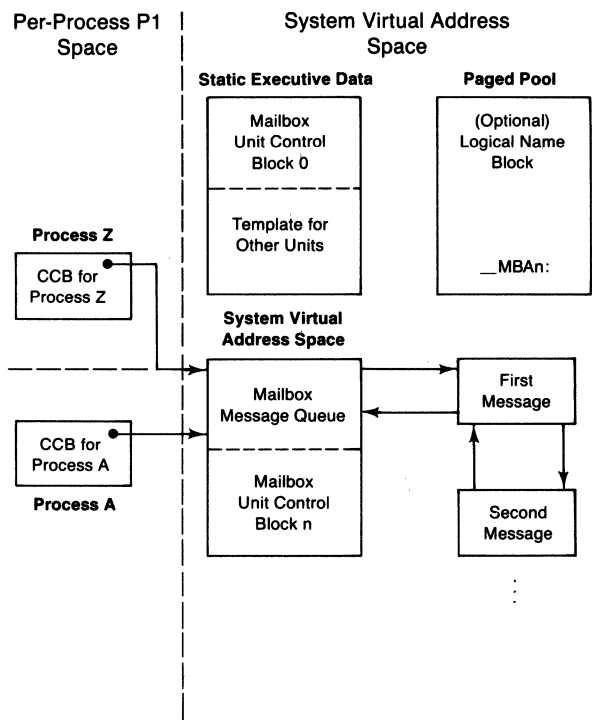 Per-Process P1
Space
System Virtual Address
Space
Static Executive Data
Mailbox
Unit Control
Block 0
Template for
Other Units
Paged Pool
(Optional)
Logical Name
Block
__MBAn:
Process Z
CCB for
Process Z
System Virtual
Address Space
Mailbox
Message Queue
Mailbox
Unit Control
Block n
First
Message
Second
Message
CCB for
Process A
Process A